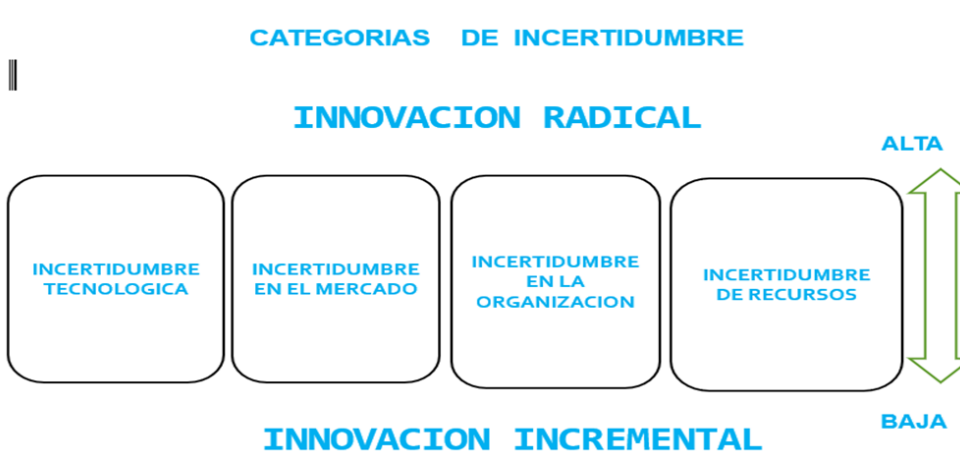 CATEGORIAS DE INCERTIDUMBRE
INNOVACION RADICAL
ALTA
INCERTIDUMBRE
TECNOLOGICA
INCERTIDUMBRE
EN EL MERCADO
INCERTIDUMBRE
EN LA
ORGANIZACION
INCERTIDUMBRE
DE RECURSOS
BAJA
INNOVACION INCREMENTAL